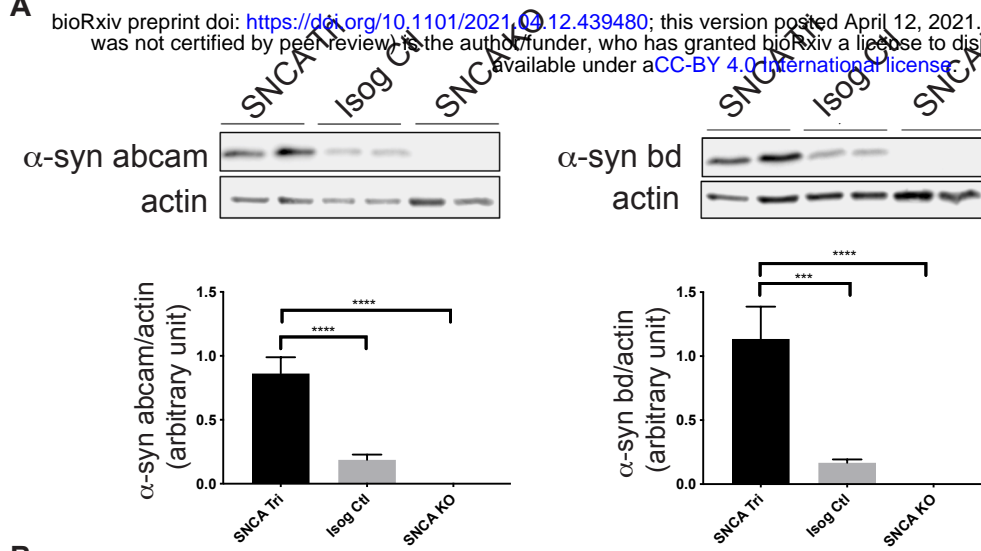 A
bioRxiv preprint doi: https://doi.org/10.1101/2021.04.12.439480; this version posted April 12, 2021.
was not certified by peer review) is the author/funder, who has granted bioRxiv a license to
available under aCC-BY 4.0 International license.
SNCA Tri Isog Ctl SNCA KO
α-syn abcam
actin
SNCA Tri Isog Ctl SNCA
α-syn bd
actin
α-syn abcam/actin
(arbitrary unit)
1.5
1.0
0.5
0.0
****
****
SNCA Tri Isog Ctl SNCA KO
α-syn bd/actin
(arbitrary unit)
1.5
1.0
0.5
0.0
****
***
SNCA Tri Isog Ctl SNCA KO
B